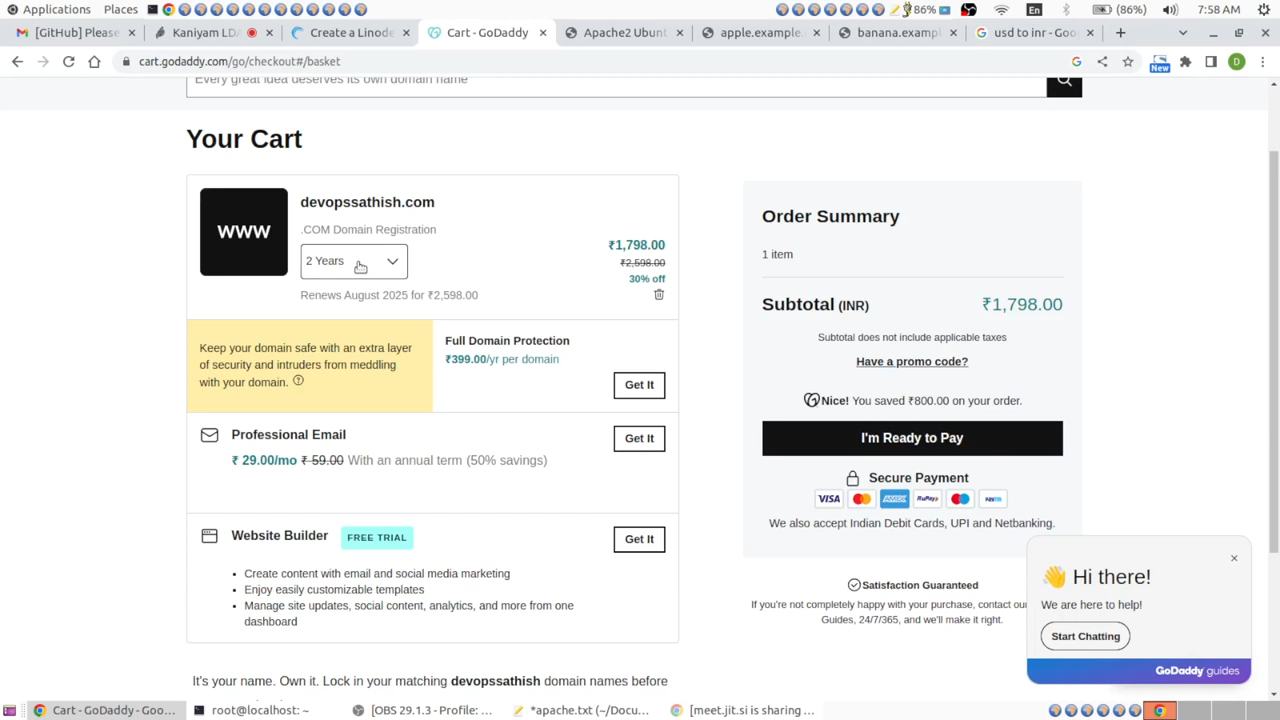 Applications Places 86% En (86%) 7:58 AM
M [GitHub] Please Kaniyam LDA Create a Linode Cart - GoDaddy Apache2 Ubun apple.example. banana.examp usd to inr - Goo
cart.godaddy.com/go/checkout#/basket
New D
Every great idea deserves its own domain name
Your Cart
WWW
devopssathish.com
.COM Domain Registration
2 Years
₹1,798.00
₹2,598.00
30% off
Renews August 2025 for ₹2,598.00
Keep your domain safe with an extra layer
of security and intruders from meddling
with your domain.
Full Domain Protection
₹399.00/yr per domain
Get It
Professional Email
₹ 29.00/mo ₹ 59.00 With an annual term (50% savings)
Get It
Website Builder FREE TRIAL
Get It
• Create content with email and social media marketing
• Enjoy easily customizable templates
• Manage site updates, social content, analytics, and more from one
dashboard
It's your name. Own it. Lock in your matching devopssathish domain names before
Order Summary
1 item
Subtotal (INR) ₹1,798.00
Subtotal does not include applicable taxes
Have a promo code?
Nice! You saved ₹800.00 on your order.
I'm Ready to Pay
Secure Payment
VISA RuPay Paytm
We also accept Indian Debit Cards, UPI and Netbanking.
Satisfaction Guaranteed
If you're not completely happy with your purchase, contact our
Guides, 24/7/365, and we'll make it right.
Hi there!
We are here to help!
Start Chatting
GoDaddy guides
Cart - GoDaddy - Goo... root@localhost: ~ [OBS 29.1.3 - Profile: ... *apache.txt (~/Docu... [meet.jit.si is sharing ...